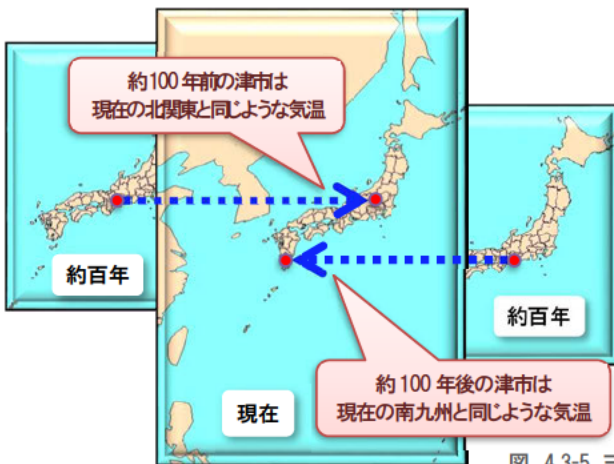 約100年前の津市は
現在の北関東と同じような気温
約百年
現在
約百年
約100年後の津市は
現在の南九州と同じような気温
図 4.3-5